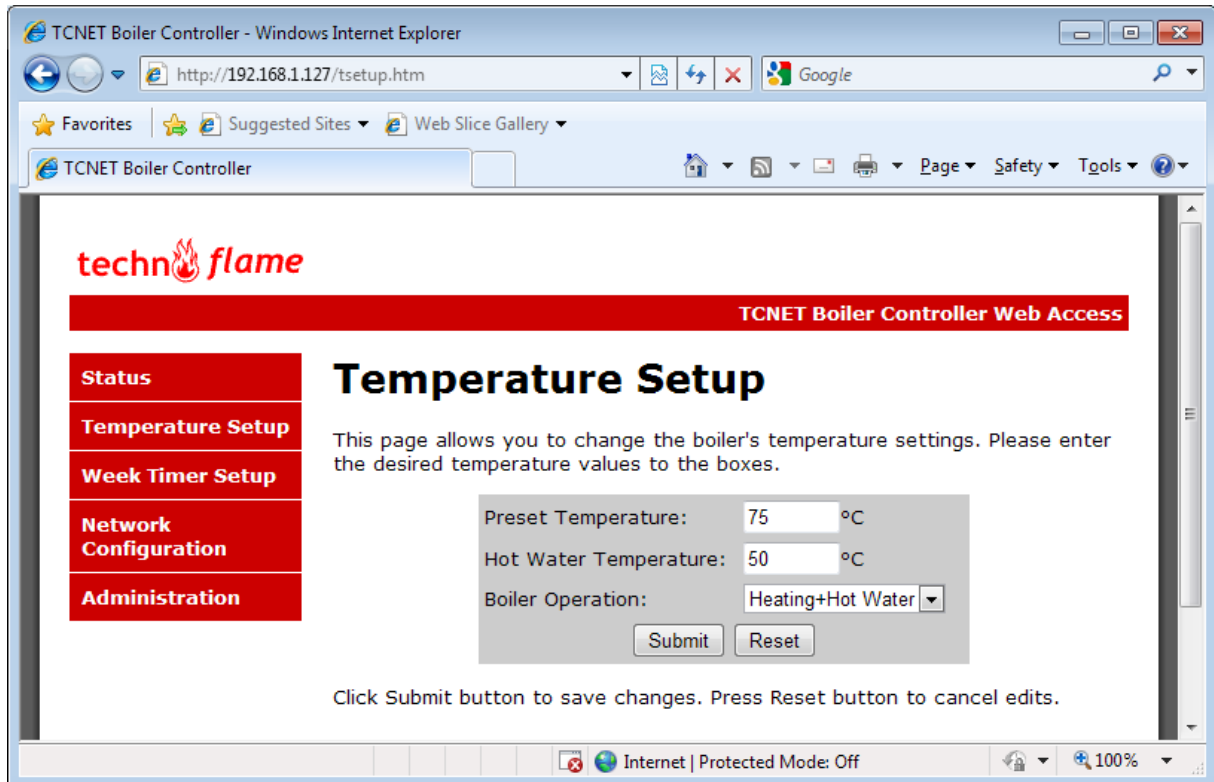 TCNET Boiler Controller - Windows Internet Explorer
http://192.168.1.127/tsetup.htm
Google
Favorites
Suggested Sites
Web Slice Gallery
TCNET Boiler Controller
Page
Safety
Tools
techn flame
TCNET Boiler Controller Web Access
Status
Temperature Setup
Week Timer Setup
Network
Configuration
Administration
Temperature Setup
This page allows you to change the boiler's temperature settings. Please enter
the desired temperature values to the boxes.
Preset Temperature: 75 °C
Hot Water Temperature: 50 °C
Boiler Operation: Heating+Hot Water
Submit Reset
Click Submit button to save changes. Press Reset button to cancel edits.
Internet | Protected Mode: Off
100%